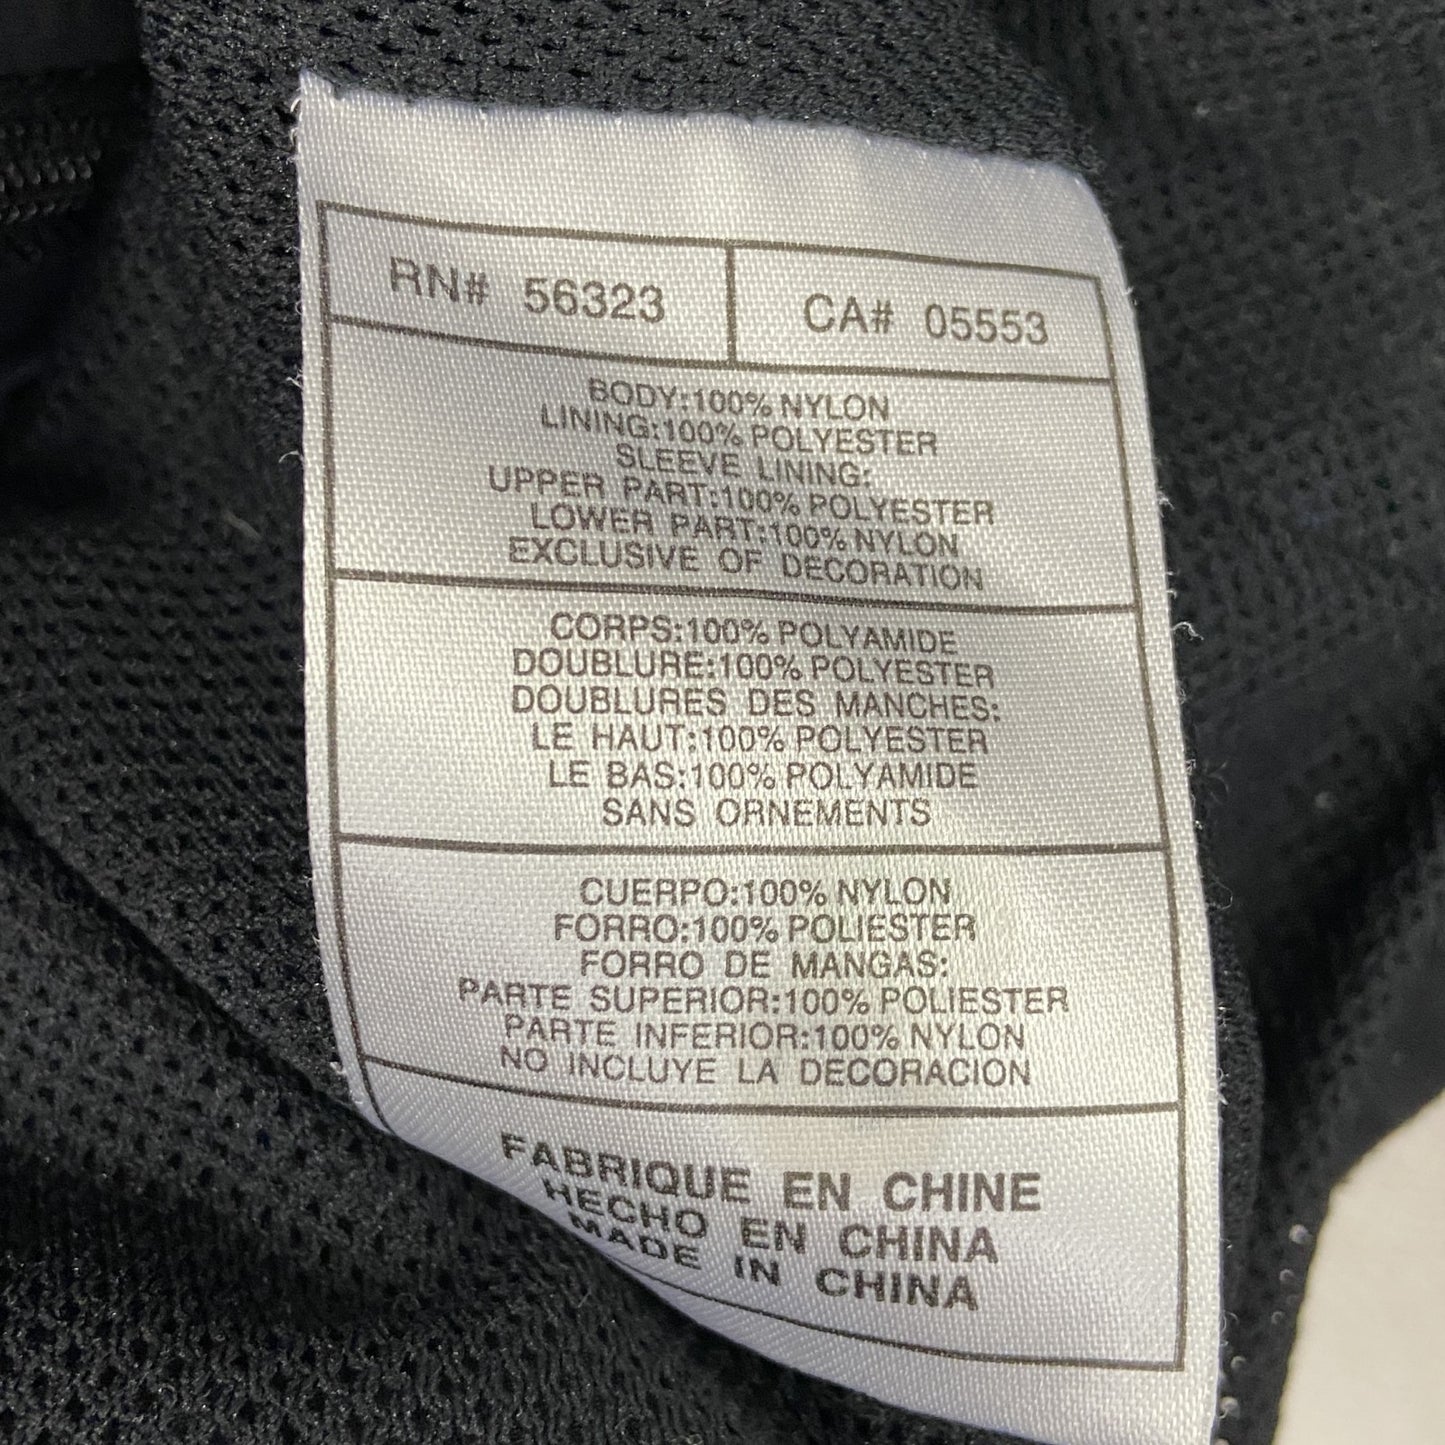 RN# 56323 CA# 05553
BODY:100% NYLON
LINING:100% POLYESTER
SLEEVE LINING:
UPPER PART:100% POLYESTER
LOWER PART:100% NYLON
EXCLUSIVE OF DECORATION
CORPS:100% POLYAMIDE
DOUBLURE:100% POLYESTER
DOUBLURES DES MANCHES:
LE HAUT:100% POLYESTER
LE BAS:100% POLYAMIDE
SANS ORNEMENTS
CUERPO:100% NYLON
FORRO:100% POLIESTER
FORRO DE MANGAS:
PARTE SUPERIOR:100% POLIESTER
PARTE INFERIOR:100% NYLON
NO INCLUYE LA DECORACION
FABRIQUE EN CHINE
HECHO EN CHINA
MADE IN CHINA